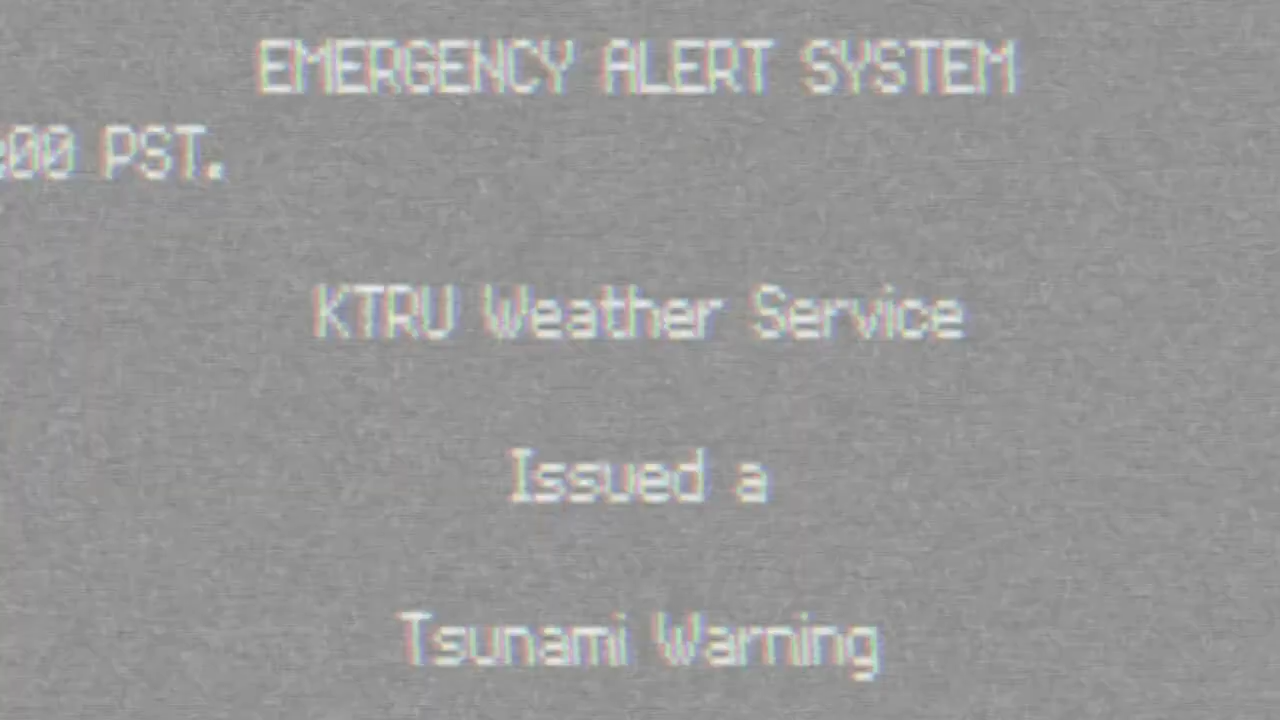 EMERGENCY ALERT SYSTEM
:00 PST.
KTRU Weather Service
Issued a
Tsunami Warning